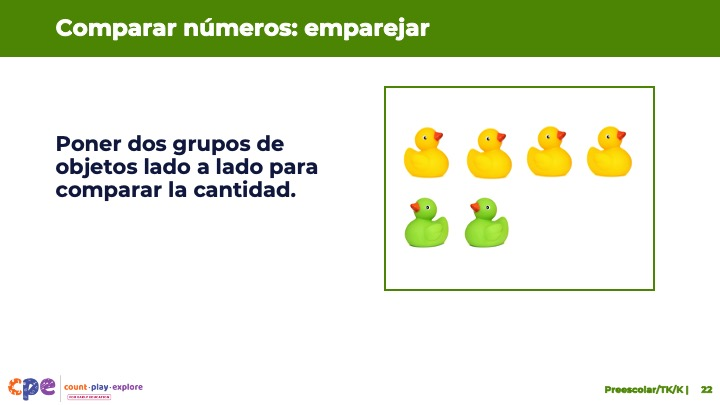 Comparar números: emparejar
Poner dos grupos de
objetos lado a lado para
comparar la cantidad.
cpe count·play·explore
Preescolar/TK/K | 22